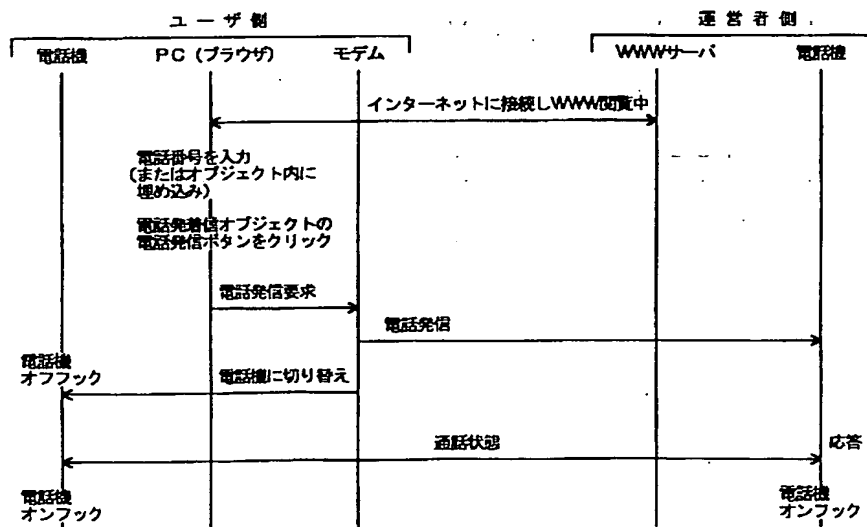 ユーザ側
運営者側
電話機
PC(ブラウザ)
モデム
WWWサーバ
電話機
インターネットに接続しWWW閲覧中
電話番号を入力
(またはオブジェクト内に
埋め込み)
電話発着信オブジェクトの
電話発信ボタンをクリック
電話発信要求
電話発信
電話機
オフフック
電話機に切り替え
通話状態
応答
電話機
オンフック
電話機
オンフック